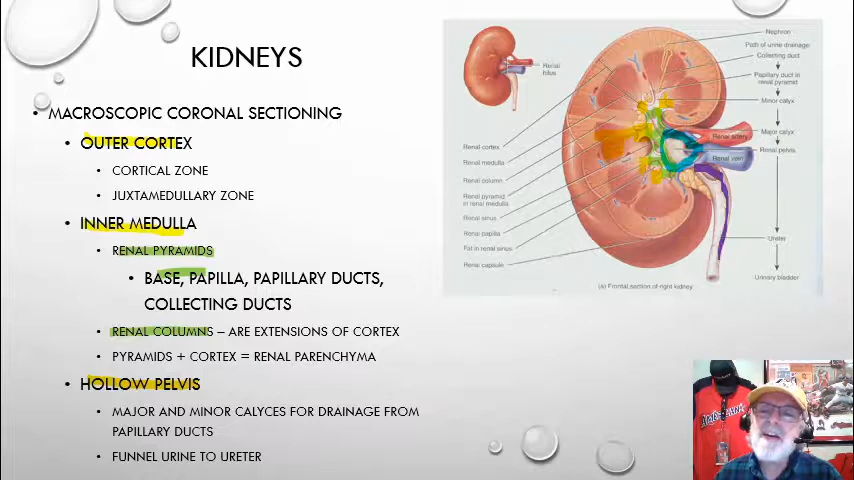 KIDNEYS
• MACROSCOPIC CORONAL SECTIONING
• OUTER CORTEX
• CORTICAL ZONE
• JUXTAMEDULLARY ZONE
• INNER MEDULLA
• RENAL PYRAMIDS
• BASE, PAPILLA, PAPILLARY DUCTS,
COLLECTING DUCTS
• RENAL COLUMNS – ARE EXTENSIONS OF CORTEX
• PYRAMIDS + CORTEX = RENAL PARENCHYMA
• HOLLOW PELVIS
• MAJOR AND MINOR CALYCES FOR DRAINAGE FROM
PAPILLARY DUCTS
• FUNNEL URINE TO URETER
Renal
hilus
Renal cortex
Renal medulla
Renal column
Renal pyramid
in renal medulla
Renal sinus
Renal papilla
Fat in renal sinus
Renal capsule
Nephron
Path of urine drainage:
Collecting duct
Papillary duct in
renal pyramid
Minor calyx
Major calyx
Renal artery
Renal pelvis
Renal vein
Ureter
Urinary bladder
(a) Frontal section of right kidney